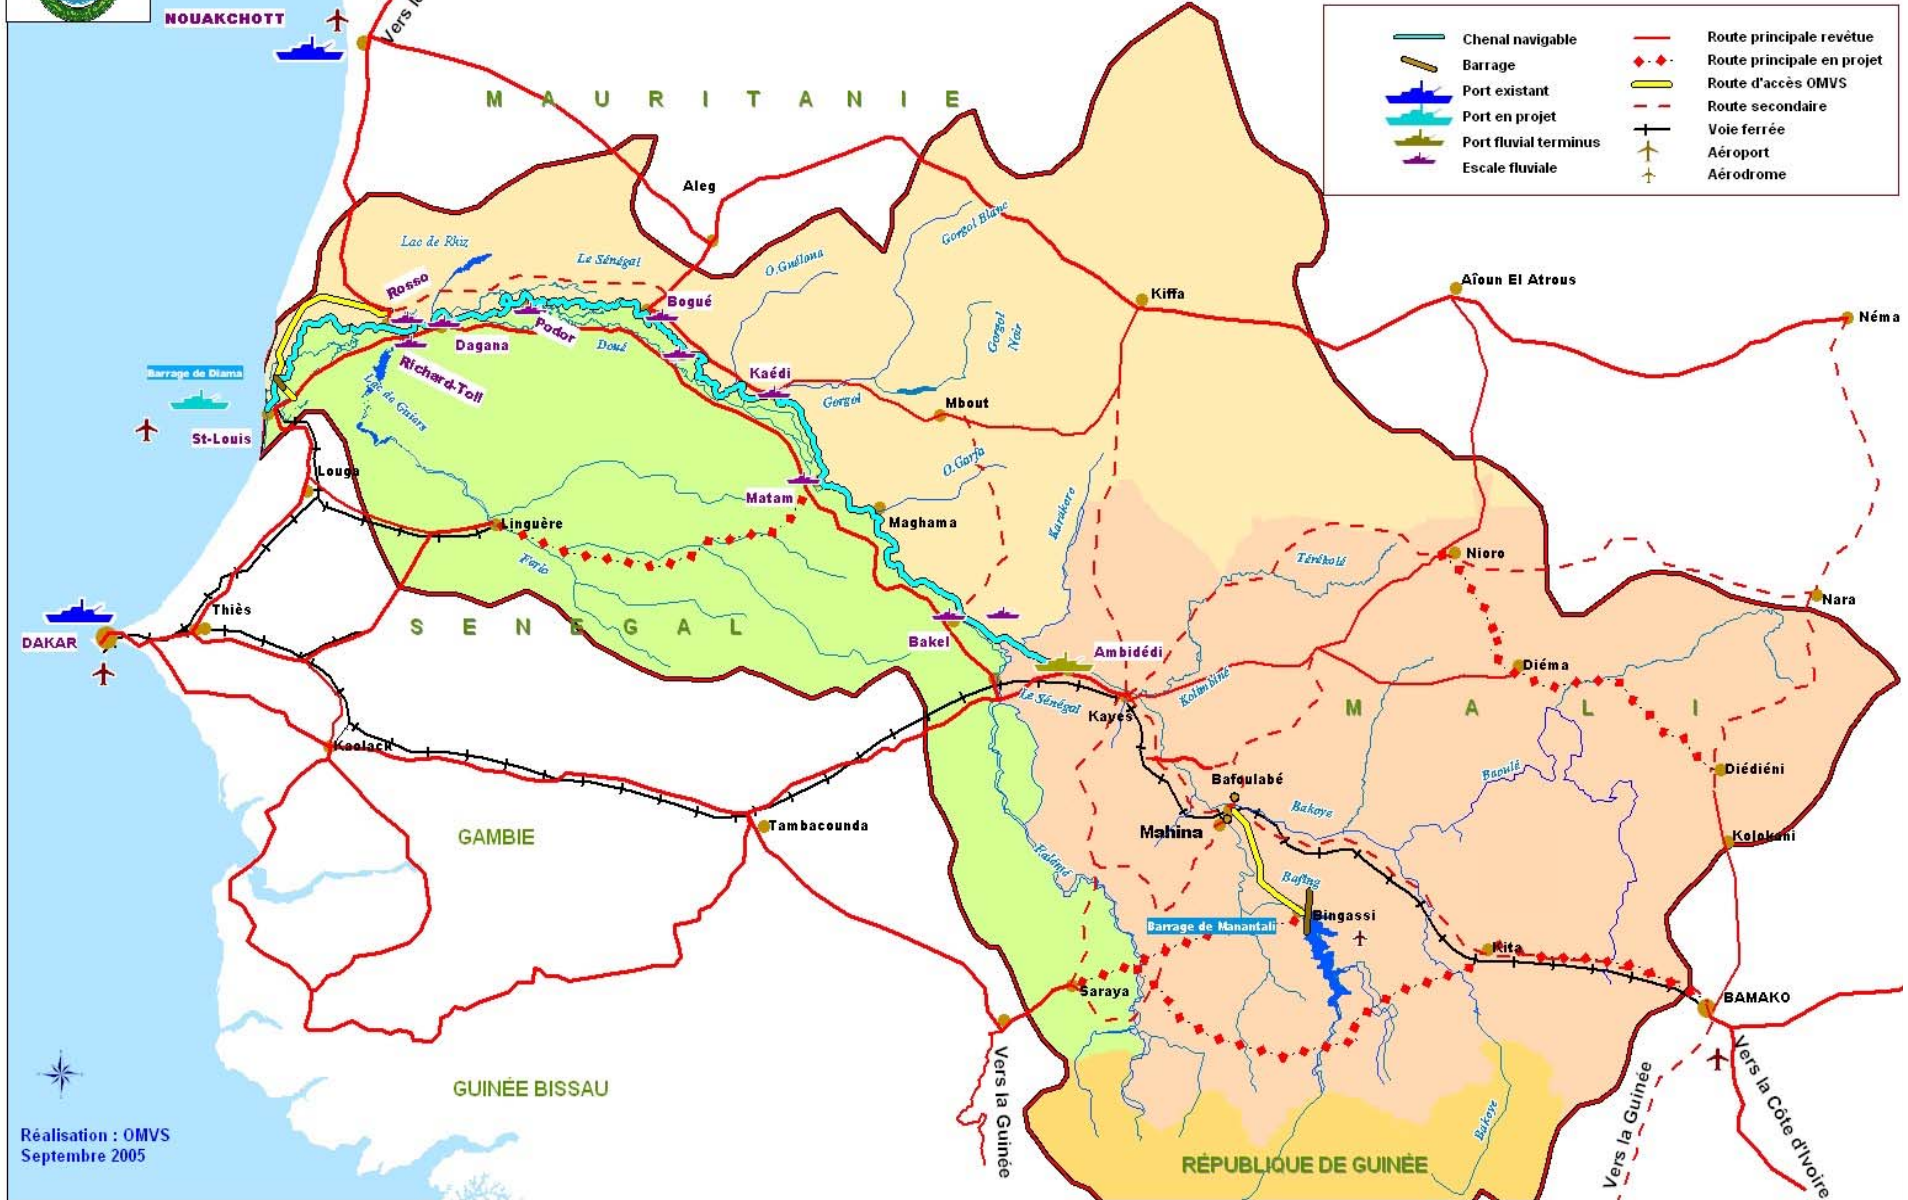 NOUAKCHOTT
Chenal navigable
Barrage
Port existant
Port en projet
Port fluvial terminus
Escale fluviale
Route principale revétue
Route principale en projet
Route d'accès OMVS
Route secondaire
Voie ferrée
Aéroport
Aérodrome
MAURITANIE
Aleg
Lac de Rhiz
Le Sénégal
O.Guéloua
Gorgol Blanc
Gorgol
Noir
Rosso
Bogué
Kiffa
Aîoun El Atrous
Néma
Podor
Dagana
Doué
Richard-Toll
Barrage de Diama
Lac de Guiers
Kaédi
Gorgol
Mbout
St-Louis
O.Garfa
Louga
Matam
Karakoro
Linguère
Maghama
Ferlo
Térékolé
Nioro
Nara
Thiès
DAKAR
SENEGAL
Bakel
Ambidédi
Diéma
Le Sénégal
Kolimbiné
Kayes
MALI
Kaolack
Diédiéni
Baoulé
Bafoulabé
Bakoye
Mahina
Tambacounda
GAMBIE
Kolokani
Falémé
Bafing
Bingassi
Barrage de Manantali
Kita
Saraya
BAMAKO
Vers la Guinée
Vers la Guinée
Vers la Côte d'Ivoire
GUINÉE BISSAU
Bakoye
RÉPUBLIQUE DE GUINÉE
Réalisation : OMVS
Septembre 2005